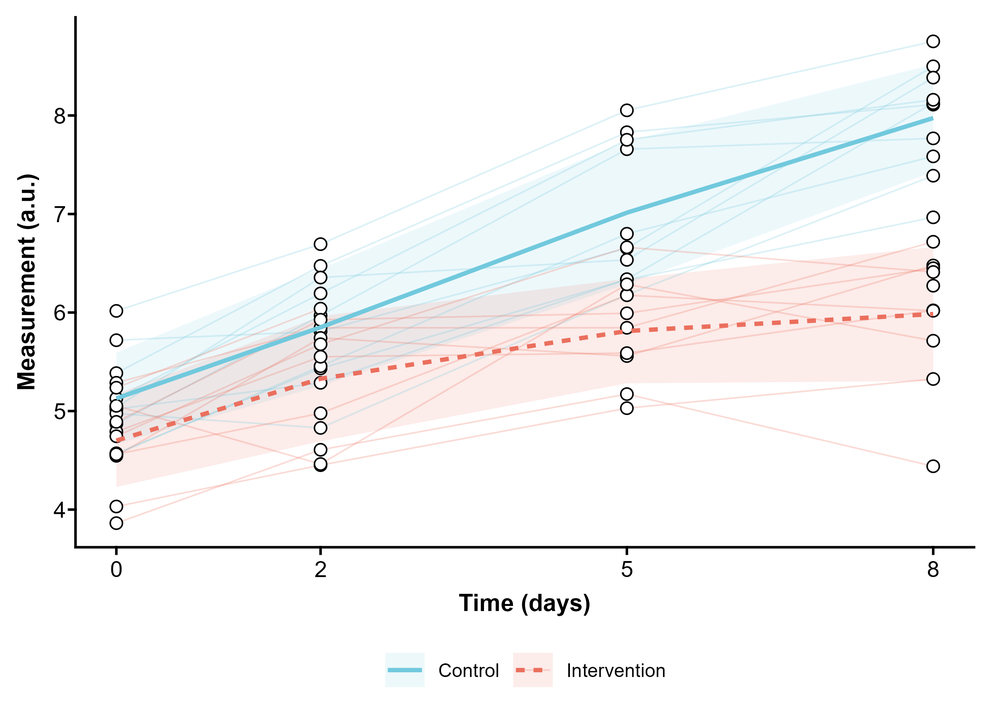 Measurement (a.u.)
8
7
6
5
4
0 2 5 8
Time (days)
Control Intervention